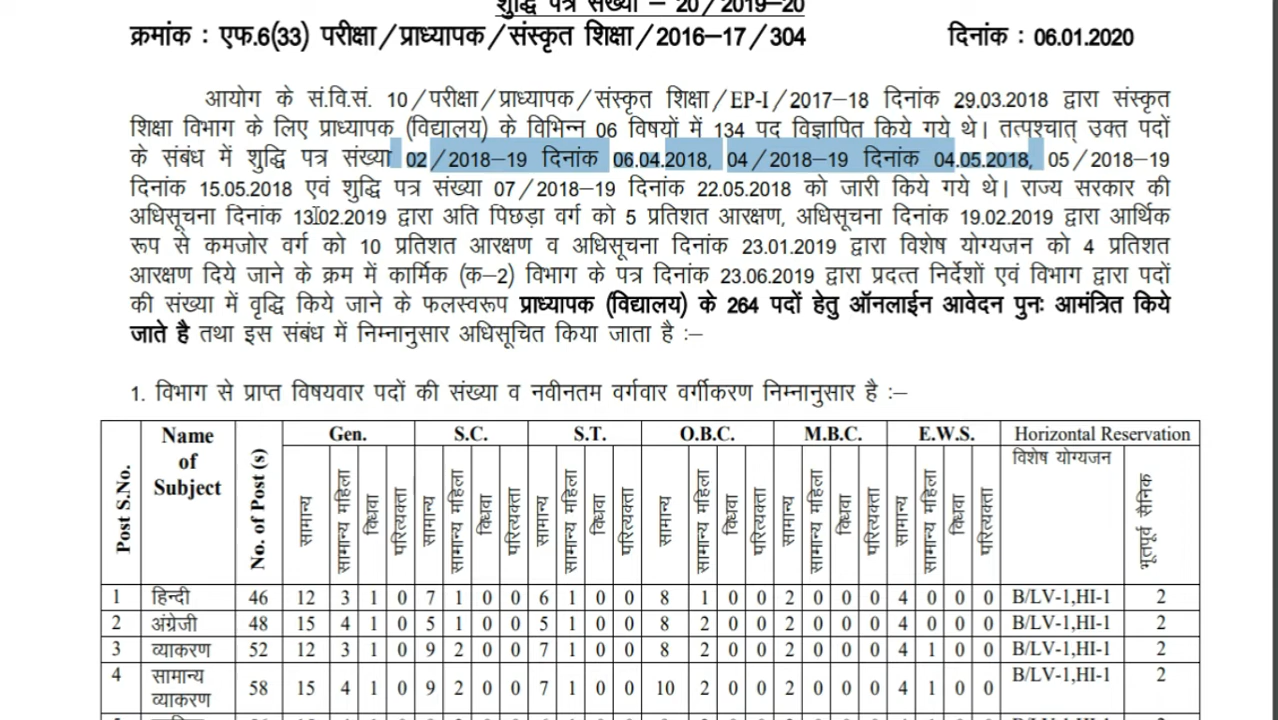 शुद्धि पत्र संख्या – 20/2019–20
क्रमांक : एफ.6(33) परीक्षा/प्राध्यापक/संस्कृत शिक्षा/2016–17/304 दिनांक : 06.01.2020
आयोग के सं.वि.सं. 10/परीक्षा/प्राध्यापक/संस्कृत शिक्षा/EP-I/2017–18 दिनांक 29.03.2018 द्वारा संस्कृत
शिक्षा विभाग के लिए प्राध्यापक (विद्यालय) के विभिन्न 06 विषयों में 134 पद विज्ञापित किये गये थे। तत्पश्चात् उक्त पदों
के संबंध में शुद्धि पत्र संख्या 02/2018–19 दिनांक 06.04.2018, 04/2018–19 दिनांक 04.05.2018, 05/2018–19
दिनांक 15.05.2018 एवं शुद्धि पत्र संख्या 07/2018–19 दिनांक 22.05.2018 को जारी किये गये थे। राज्य सरकार की
अधिसूचना दिनांक 13.02.2019 द्वारा अति पिछड़ा वर्ग को 5 प्रतिशत आरक्षण, अधिसूचना दिनांक 19.02.2019 द्वारा आर्थिक
रूप से कमजोर वर्ग को 10 प्रतिशत आरक्षण व अधिसूचना दिनांक 23.01.2019 द्वारा विशेष योग्यजन को 4 प्रतिशत
आरक्षण दिये जाने के क्रम में कार्मिक (क–2) विभाग के पत्र दिनांक 23.06.2019 द्वारा प्रदत्त निर्देशों एवं विभाग द्वारा पदों
की संख्या में वृद्धि किये जाने के फलस्वरूप प्राध्यापक (विद्यालय) के 264 पदों हेतु ऑनलाईन आवेदन पुनः आमंत्रित किये
जाते है तथा इस संबंध में निम्नानुसार अधिसूचित किया जाता है :–
1. विभाग से प्राप्त विषयवार पदों की संख्या व नवीनतम वर्गवार वर्गीकरण निम्नानुसार है :–
Post S.No. Name of Subject No. of Post (s) Gen. S.C. S.T. O.B.C. M.B.C. E.W.S. Horizontal Reservation
सामान्य सामान्य महिला विधवा परित्यक्ता सामान्य सामान्य महिला विधवा परित्यक्ता सामान्य सामान्य महिला विधवा परित्यक्ता सामान्य सामान्य महिला विधवा परित्यक्ता सामान्य सामान्य महिला विधवा परित्यक्ता सामान्य सामान्य महिला विधवा परित्यक्ता विशेष योग्यजन भूतपूर्व सैनिक
1 हिन्दी 46 12 3 1 0 7 1 0 0 6 1 0 0 8 1 0 0 2 0 0 0 4 0 0 0 B/LV-1,HI-1 2
2 अंग्रेजी 48 15 4 1 0 5 1 0 0 5 1 0 0 8 2 0 0 2 0 0 0 4 0 0 0 B/LV-1,HI-1 2
3 व्याकरण 52 12 3 1 0 9 2 0 0 7 1 0 0 8 2 0 0 2 0 0 0 4 1 0 0 B/LV-1,HI-1 2
4 सामान्य व्याकरण 58 15 4 1 0 9 2 0 0 7 1 0 0 10 2 0 0 2 0 0 0 4 1 0 0 B/LV-1,HI-1 2